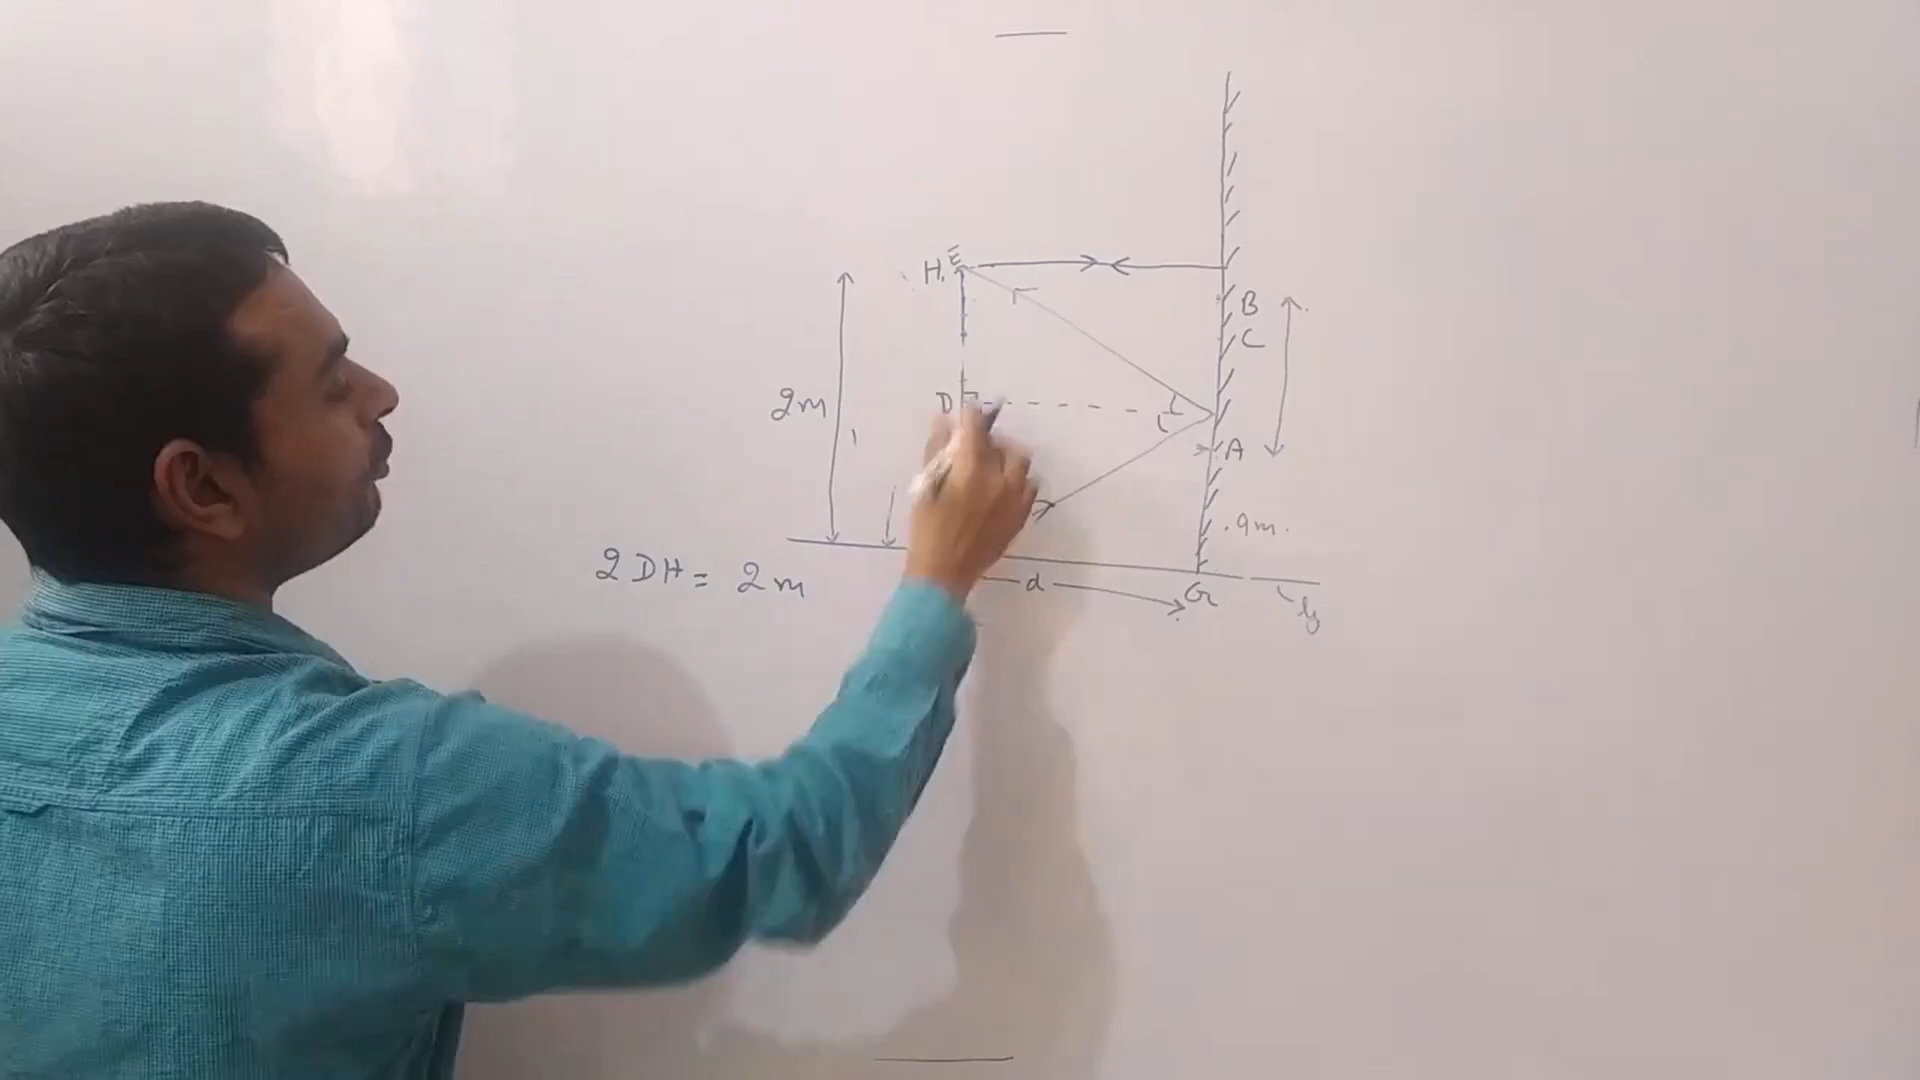 H E
B
C
2m D
A
.9m.
2DH = 2m
d G